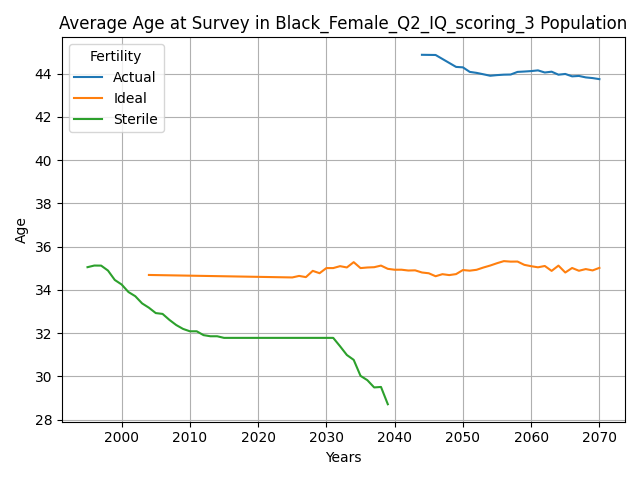 Average Age at Survey in Black_Female_Q2_IQ_scoring_3 Population
Fertility
Actual
Ideal
Sterile
Age
44
42
40
38
36
34
32
30
28
2000 2010 2020 2030 2040 2050 2060 2070
Years